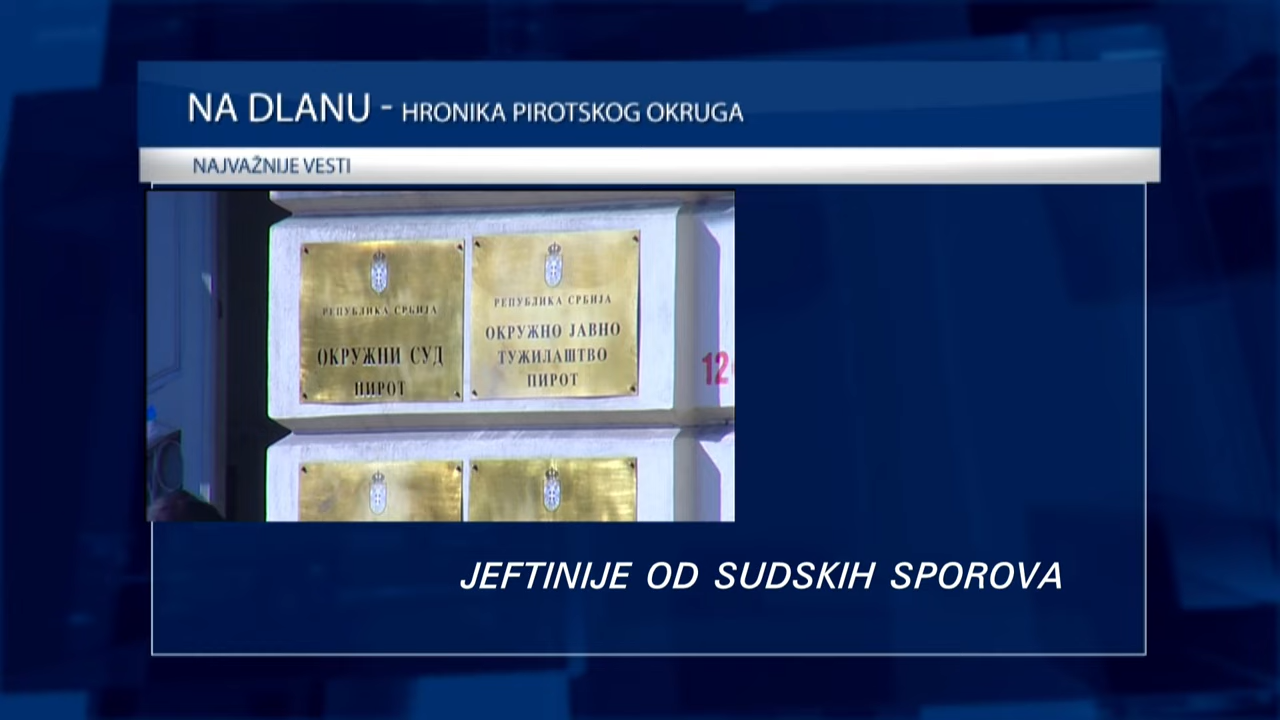 NA DLANU - HRONIKA PIROTSKOG OKRUGA
NAJVAŽNIJE VESTI
РЕПУБЛИКА СРБИЈА
ОКРУЖНИ СУД
ПИРОТ
РЕПУБЛИКА СРБИЈА
ОКРУЖНО ЈАВНО
ТУЖИЛАШТВО
ПИРОТ
12
JEFTINIJE OD SUDSKIH SPOROVA